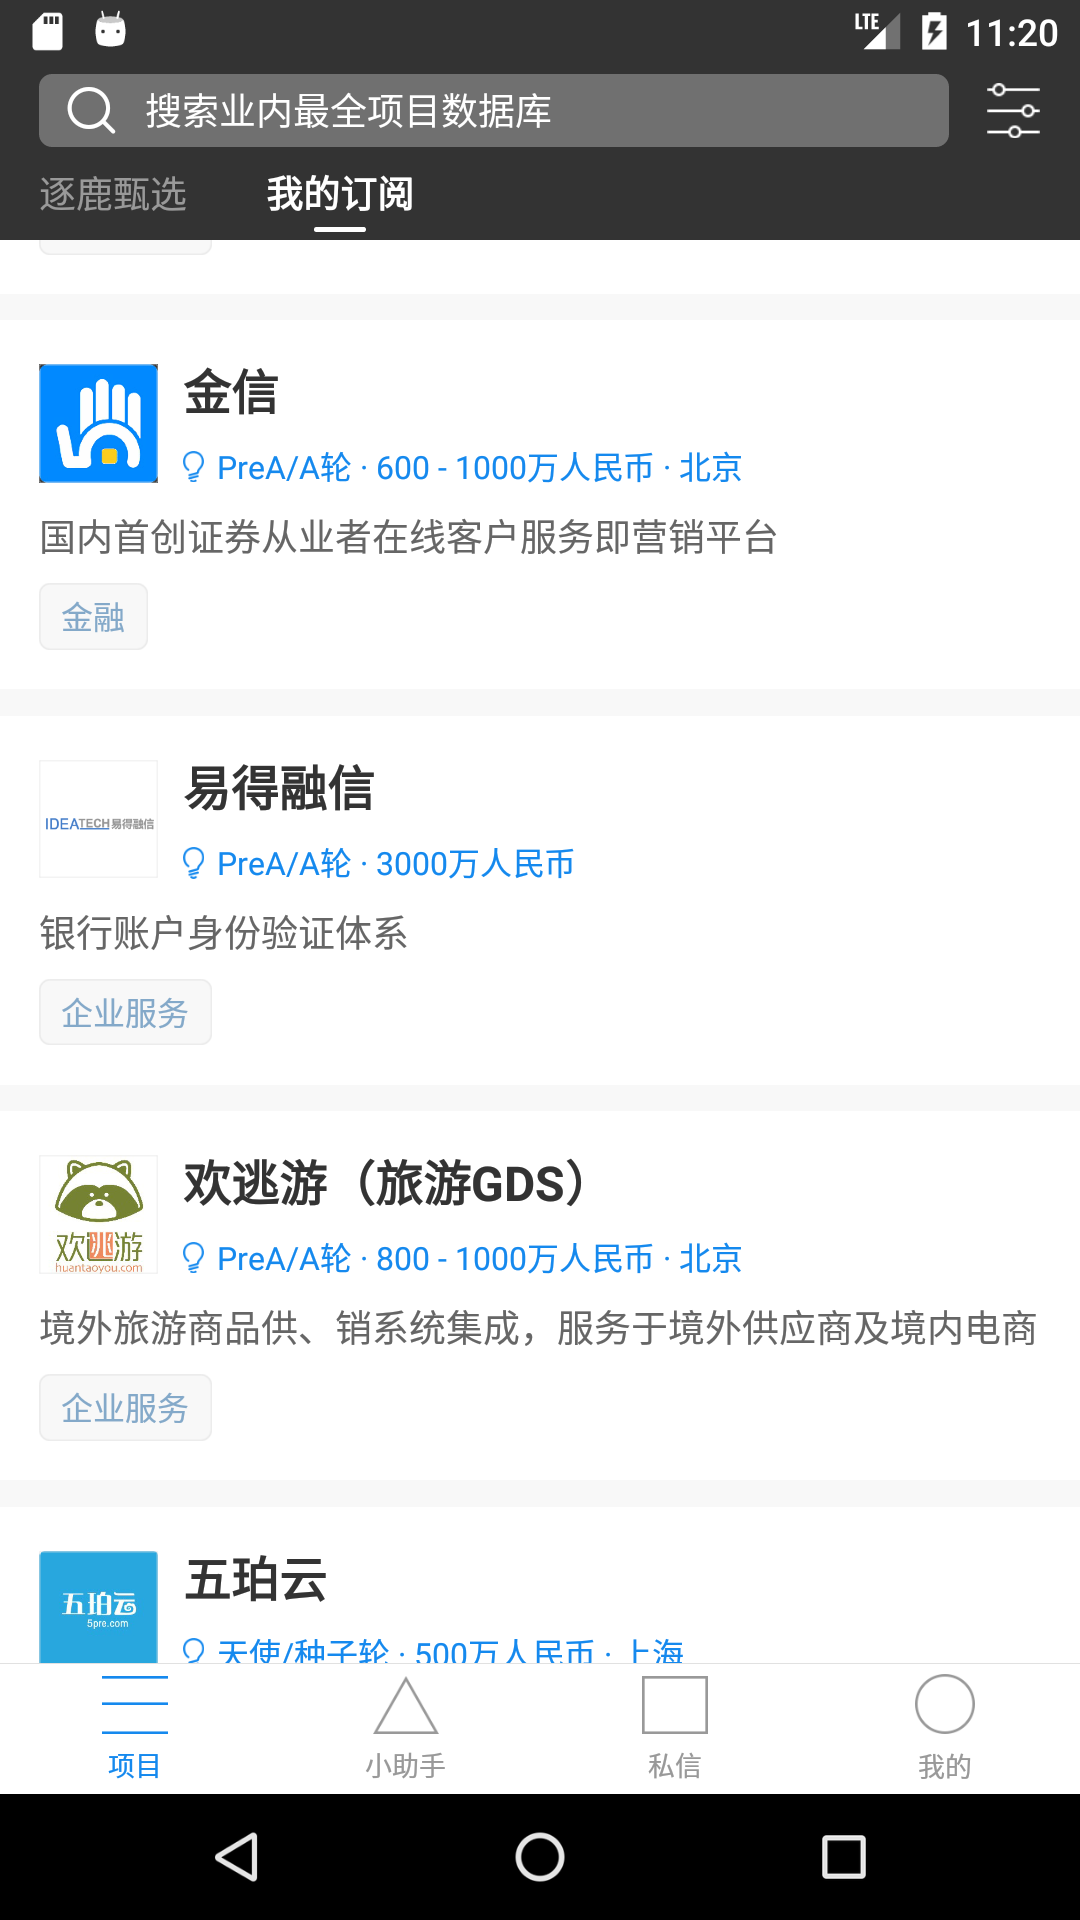 LTE 11:20
搜索业内最全项目数据库
逐鹿甄选 我的订阅
金信
PreA/A轮 · 600 - 1000万人民币 · 北京
国内首创证券从业者在线客户服务即营销平台
金融
易得融信
IDEATECH易得融信
PreA/A轮 · 3000万人民币
银行账户身份验证体系
企业服务
欢逃游（旅游GDS）
欢逃游
huantaoyou.com
PreA/A轮 · 800 - 1000万人民币 · 北京
境外旅游商品供、销系统集成，服务于境外供应商及境内电商
企业服务
五珀云
五珀云
5pre.com
天使/种子轮 · 500万人民币 · 上海
项目 小助手 私信 我的